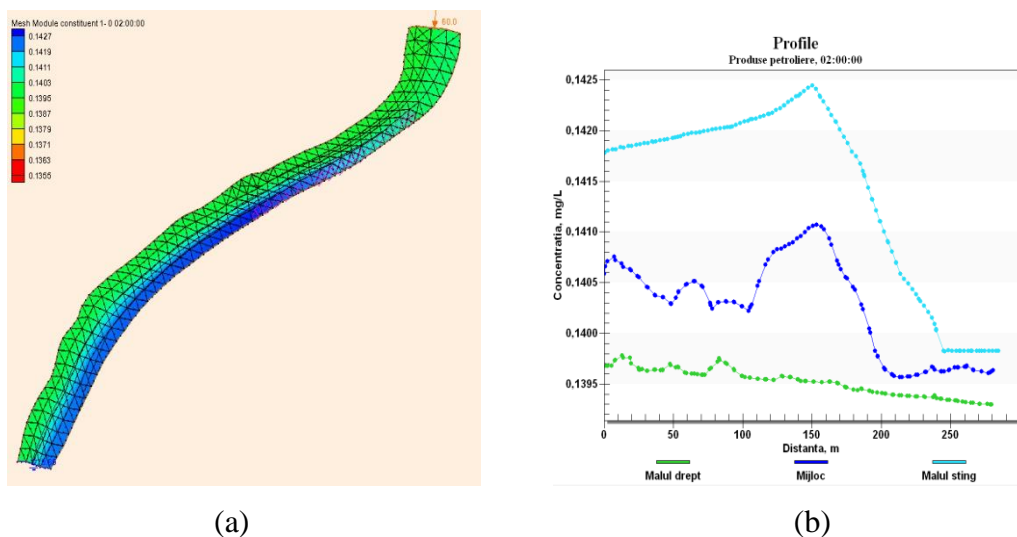 Mesh Module constituent 1- 0 02:00:00
0.1427
0.1419
0.1411
0.1403
0.1395
0.1387
0.1379
0.1371
0.1363
0.1355
60.0
(a)
Profile
Produse petroliere, 02:00:00
Concentratia, mg/L
0,1425
0,1420
0,1415
0,1410
0,1405
0,1400
0,1395
0 50 100 150 200 250
Distanta, m
Malul drept Mijloc Malul sting
(b)